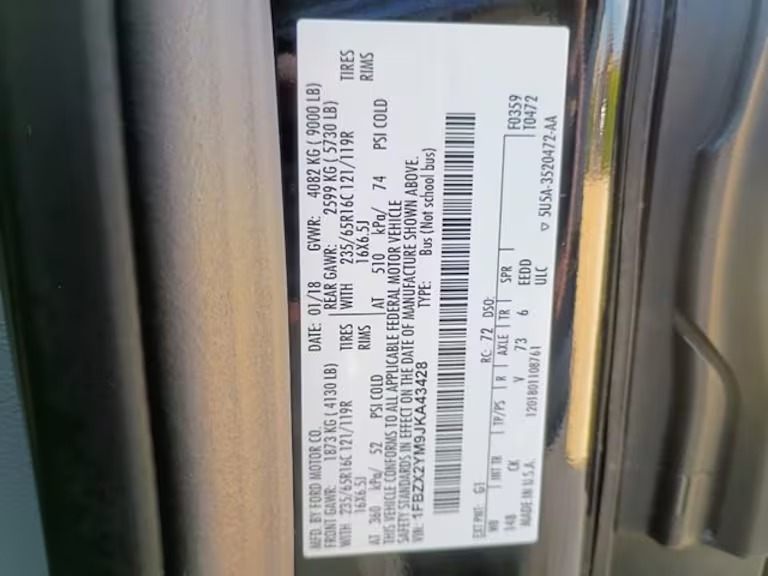 MFD. BY FORD MOTOR CO. DATE: 01/18 GVWR: 4082 KG ( 9000 LB)
FRONT GAWR: 1873 KG ( 4130 LB) REAR GAWR: 2599 KG ( 5730 LB)
WITH 235/65R16C 121/119R TIRES WITH 235/65R16C 121/119R TIRES
16X6.5J RIMS 16X6.5J RIMS
AT 360 kPa/ 52 PSI COLD AT 510 kPa/ 74 PSI COLD
THIS VEHICLE CONFORMS TO ALL APPLICABLE FEDERAL MOTOR VEHICLE
SAFETY STANDARDS IN EFFECT ON THE DATE OF MANUFACTURE SHOWN ABOVE.
VIN: 1FBZX2YM9JKA43428 TYPE: Bus (Not school bus)
EXT PNT: G1 RC: 72 DSO: F0359
T0472
WB INT TR TP/PS R AXLE TR SPR
148 CK V 73 6 EEDD
ULC
MADE IN U.S.A. 1201801108761 5U5A-3520472-AA